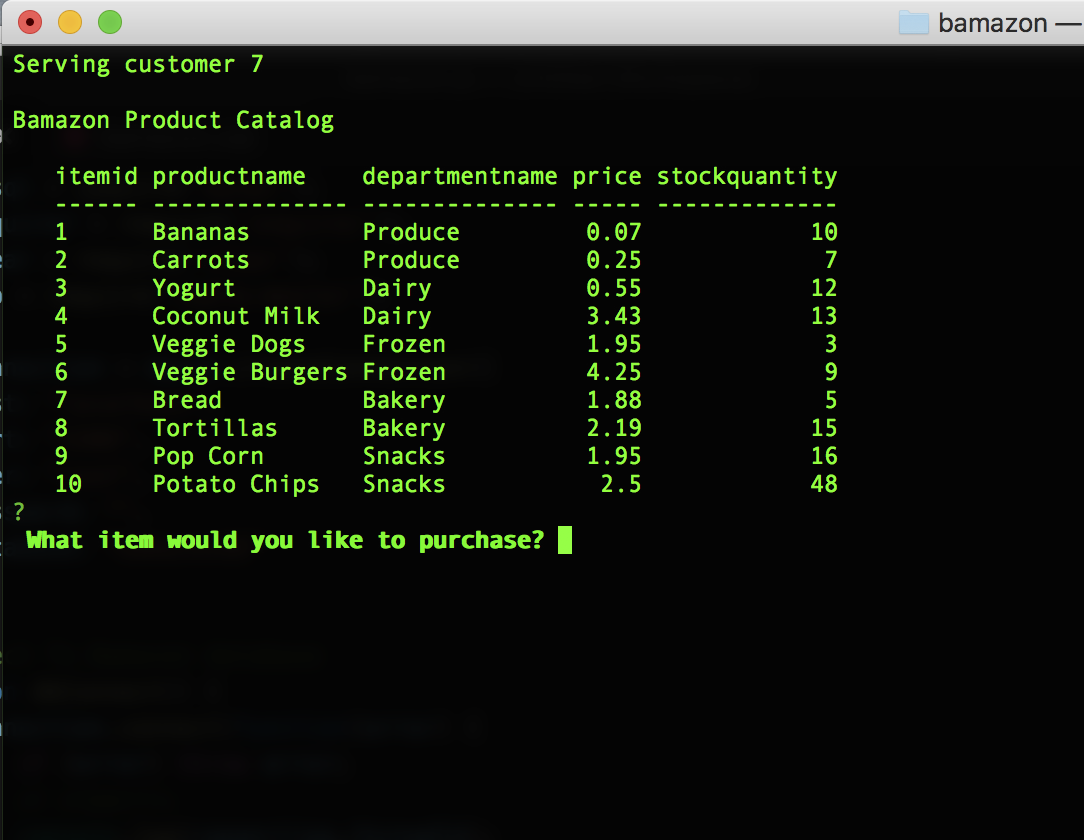 bamazon —
Serving customer 7
Bamazon Product Catalog
itemid productname departmentname price stockquantity
------ -------------- -------------- ----- -------------
1 Bananas Produce 0.07 10
2 Carrots Produce 0.25 7
3 Yogurt Dairy 0.55 12
4 Coconut Milk Dairy 3.43 13
5 Veggie Dogs Frozen 1.95 3
6 Veggie Burgers Frozen 4.25 9
7 Bread Bakery 1.88 5
8 Tortillas Bakery 2.19 15
9 Pop Corn Snacks 1.95 16
10 Potato Chips Snacks 2.5 48
?
What item would you like to purchase?